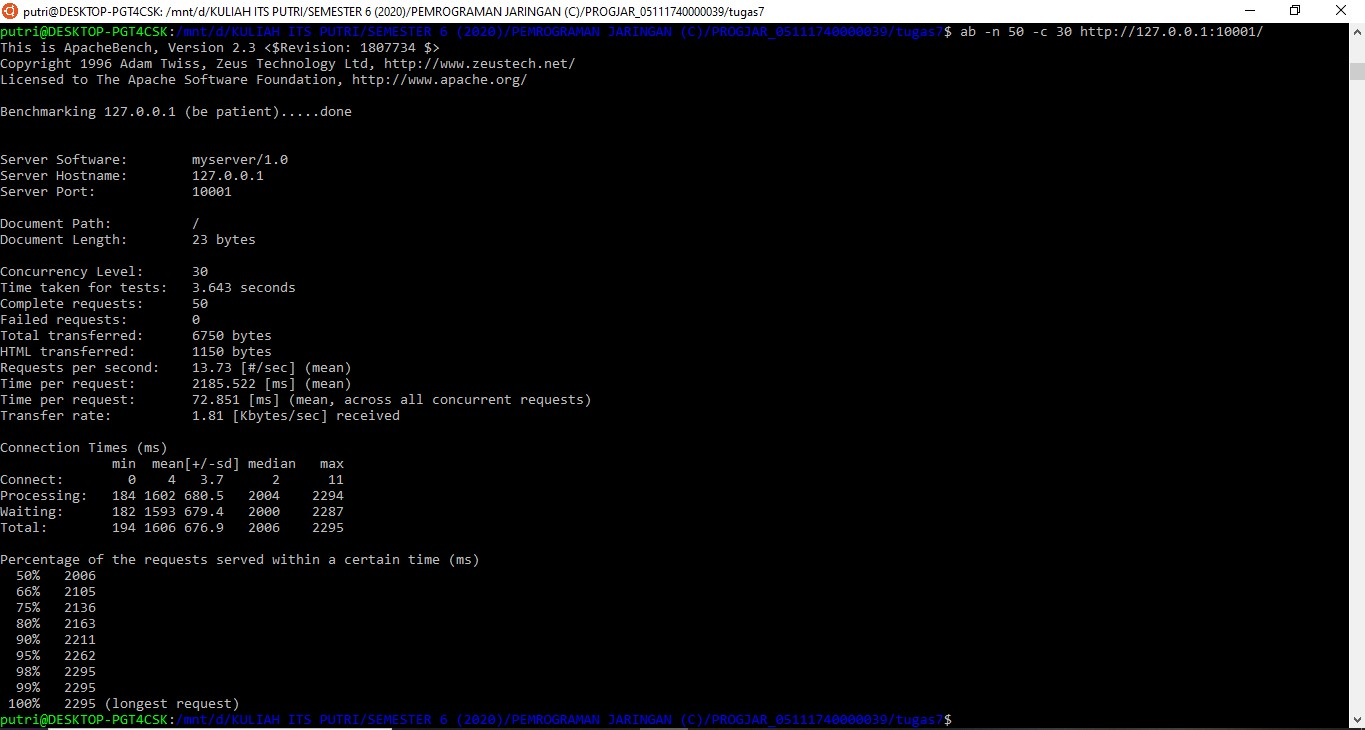 putri@DESKTOP-PGT4CSK: /mnt/d/KULIAH ITS PUTRI/SEMESTER 6 (2020)/PEMROGRAMAN JARINGAN (C)/PROGJAR_05111740000039/tugas7
putri@DESKTOP-PGT4CSK:/mnt/d/KULIAH ITS PUTRI/SEMESTER 6 (2020)/PEMROGRAMAN JARINGAN (C)/PROGJAR_05111740000039/tugas7$ ab -n 50 -c 30 http://127.0.0.1:10001/
This is ApacheBench, Version 2.3 <$Revision: 1807734 $>
Copyright 1996 Adam Twiss, Zeus Technology Ltd, http://www.zeustech.net/
Licensed to The Apache Software Foundation, http://www.apache.org/

Benchmarking 127.0.0.1 (be patient).....done


Server Software:        myserver/1.0
Server Hostname:        127.0.0.1
Server Port:            10001

Document Path:          /
Document Length:        23 bytes

Concurrency Level:      30
Time taken for tests:   3.643 seconds
Complete requests:      50
Failed requests:        0
Total transferred:      6750 bytes
HTML transferred:       1150 bytes
Requests per second:    13.73 [#/sec] (mean)
Time per request:       2185.522 [ms] (mean)
Time per request:       72.851 [ms] (mean, across all concurrent requests)
Transfer rate:          1.81 [Kbytes/sec] received

Connection Times (ms)
              min  mean[+/-sd] median   max
Connect:        0    4   3.7      2      11
Processing:   184 1602 680.5   2004    2294
Waiting:      182 1593 679.4   2000    2287
Total:        194 1606 676.9   2006    2295

Percentage of the requests served within a certain time (ms)
  50%   2006
  66%   2105
  75%   2136
  80%   2163
  90%   2211
  95%   2262
  98%   2295
  99%   2295
 100%   2295 (longest request)
putri@DESKTOP-PGT4CSK:/mnt/d/KULIAH ITS PUTRI/SEMESTER 6 (2020)/PEMROGRAMAN JARINGAN (C)/PROGJAR_05111740000039/tugas7$